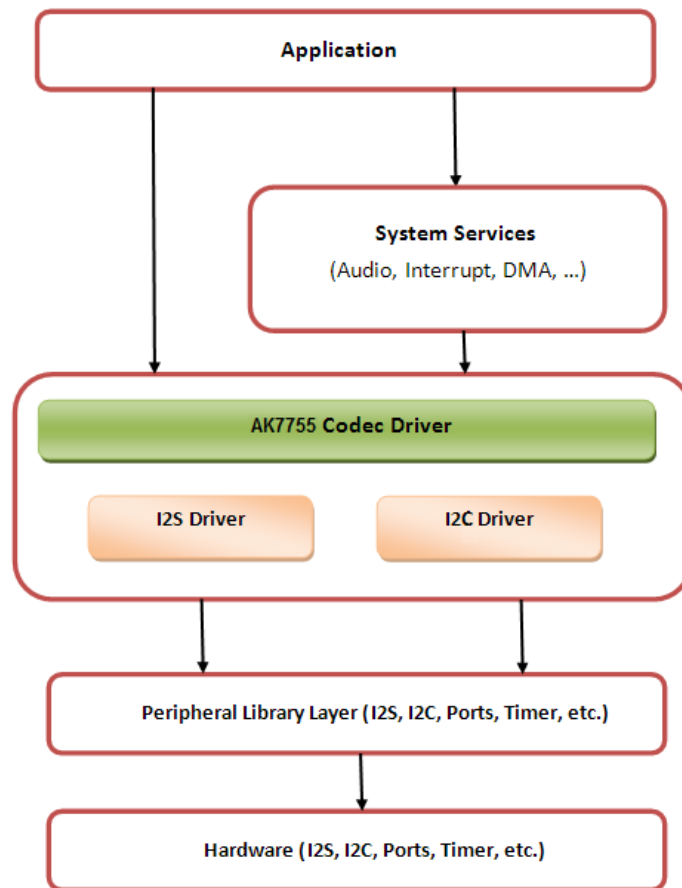 Application
System Services
(Audio, Interrupt, DMA, ...)
AK7755 Codec Driver
I2S Driver
I2C Driver
Peripheral Library Layer (I2S, I2C, Ports, Timer, etc.)
Hardware (I2S, I2C, Ports, Timer, etc.)